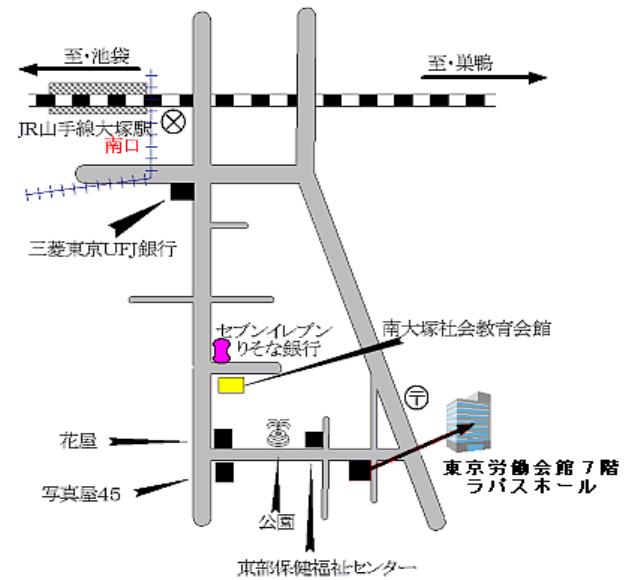 至・池袋
至・巣鴨
JR山手線大塚駅
南口
三菱東京UFJ銀行
セブンイレブン
りそな銀行
南大塚社会教育会館
〒
花屋
東京労働会館7階
ラパスホール
写真屋45
公園
東部保健福祉センター